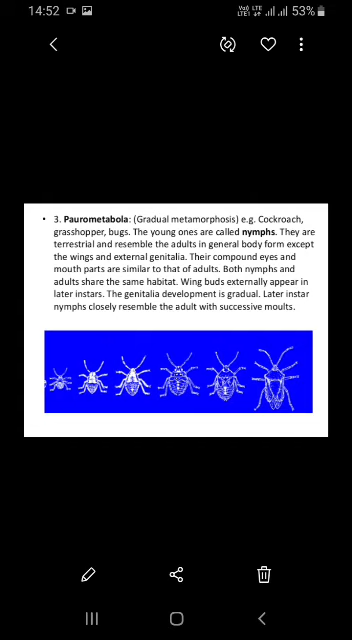 14:52
Vo)) LTE
LTE1
53%
• 3. Paurometabola: (Gradual metamorphosis) e.g. Cockroach,
grasshopper, bugs. The young ones are called nymphs. They are
terrestrial and resemble the adults in general body form except
the wings and external genitalia. Their compound eyes and
mouth parts are similar to that of adults. Both nymphs and
adults share the same habitat. Wing buds externally appear in
later instars. The genitalia development is gradual. Later instar
nymphs closely resemble the adult with successive moults.